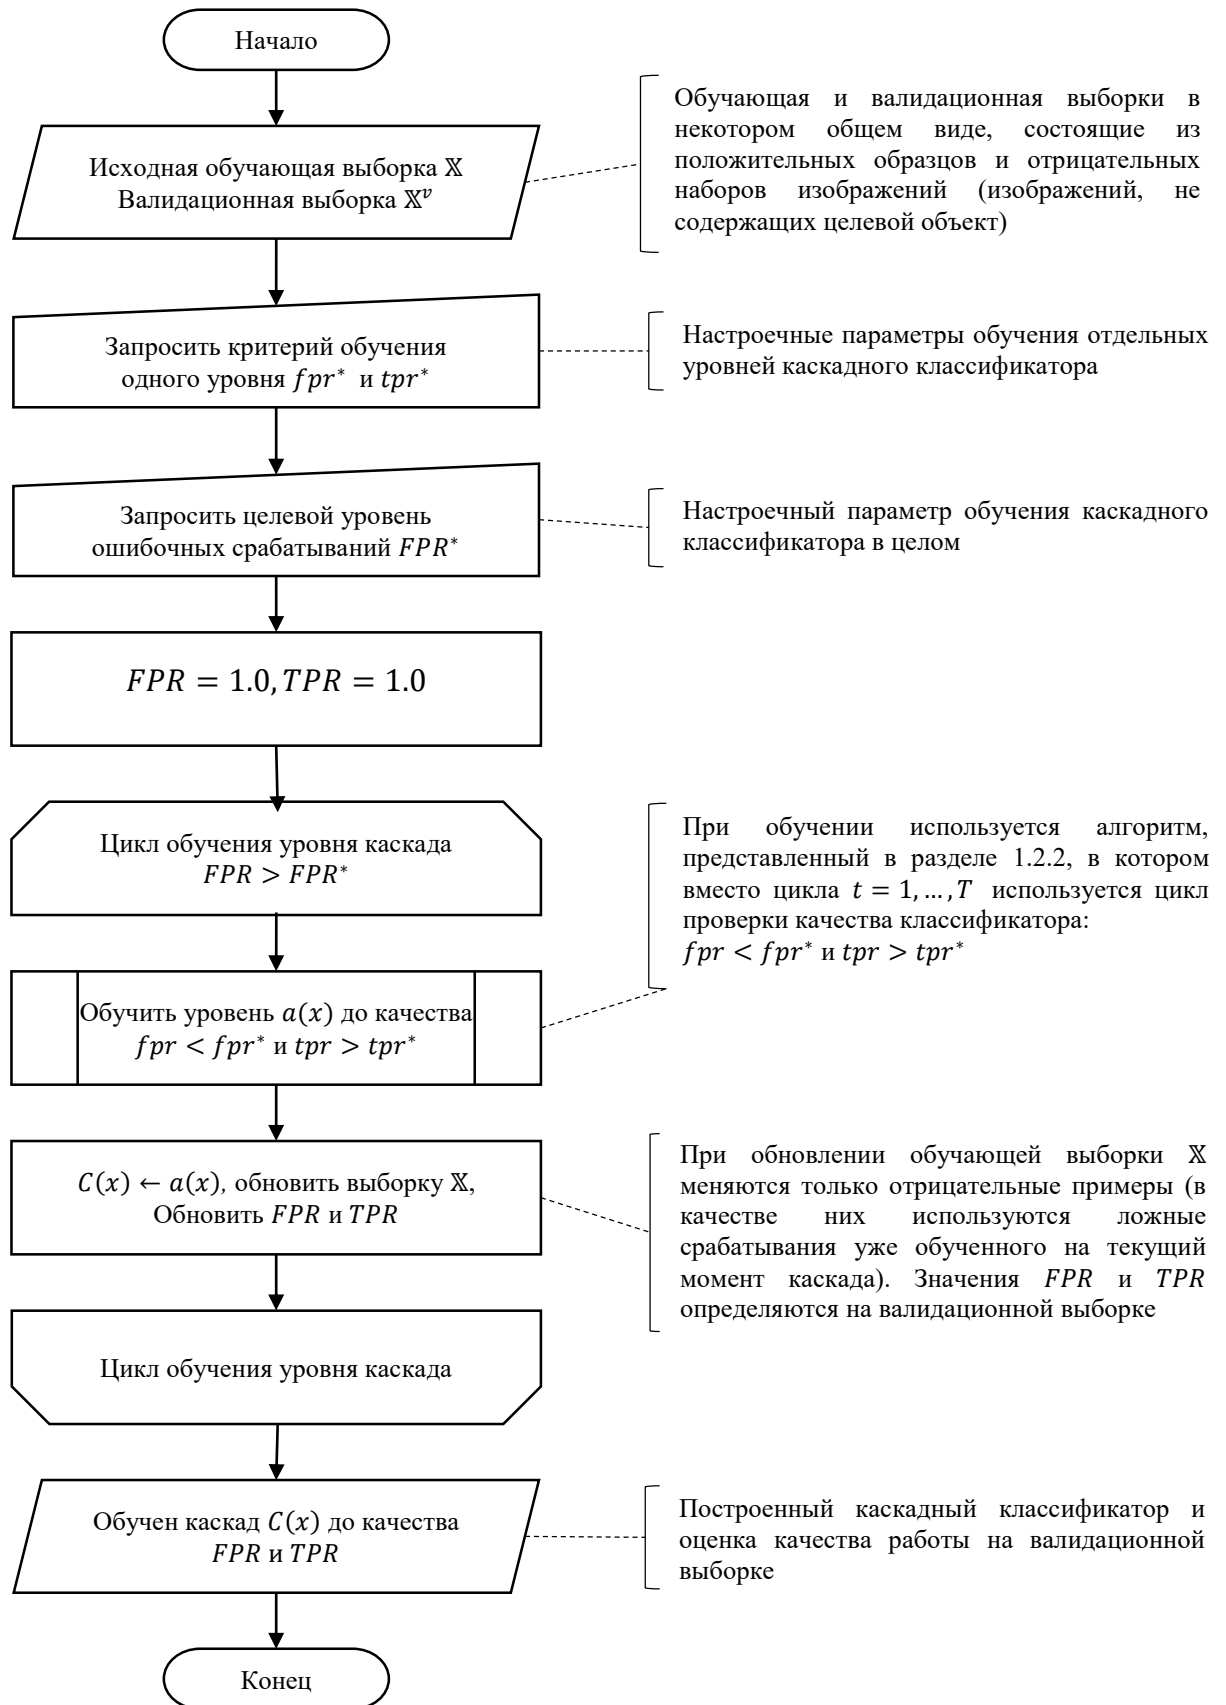 Начало
Исходная обучающая выборка 𝕏
Валидационная выборка 𝕏ᵛ
Обучающая и валидационная выборки в
некотором общем виде, состоящие из
положительных образцов и отрицательных
наборов изображений (изображений, не
содержащих целевой объект)
Запросить критерий обучения
одного уровня fpr* и tpr*
Настроечные параметры обучения отдельных
уровней каскадного классификатора
Запросить целевой уровень
ошибочных срабатываний FPR*
Настроечный параметр обучения каскадного
классификатора в целом
FPR = 1.0, TPR = 1.0
Цикл обучения уровня каскада
FPR > FPR*
При обучении используется алгоритм,
представленный в разделе 1.2.2, в котором
вместо цикла t = 1, … , T используется цикл
проверки качества классификатора:
fpr < fpr* и tpr > tpr*
Обучить уровень a(x) до качества
fpr < fpr* и tpr > tpr*
C(x) ← a(x), обновить выборку 𝕏,
Обновить FPR и TPR
При обновлении обучающей выборки 𝕏
меняются только отрицательные примеры (в
качестве них используются ложные
срабатывания уже обученного на текущий
момент каскада). Значения FPR и TPR
определяются на валидационной выборке
Цикл обучения уровня каскада
Обучен каскад C(x) до качества
FPR и TPR
Построенный каскадный классификатор и
оценка качества работы на валидационной
выборке
Конец